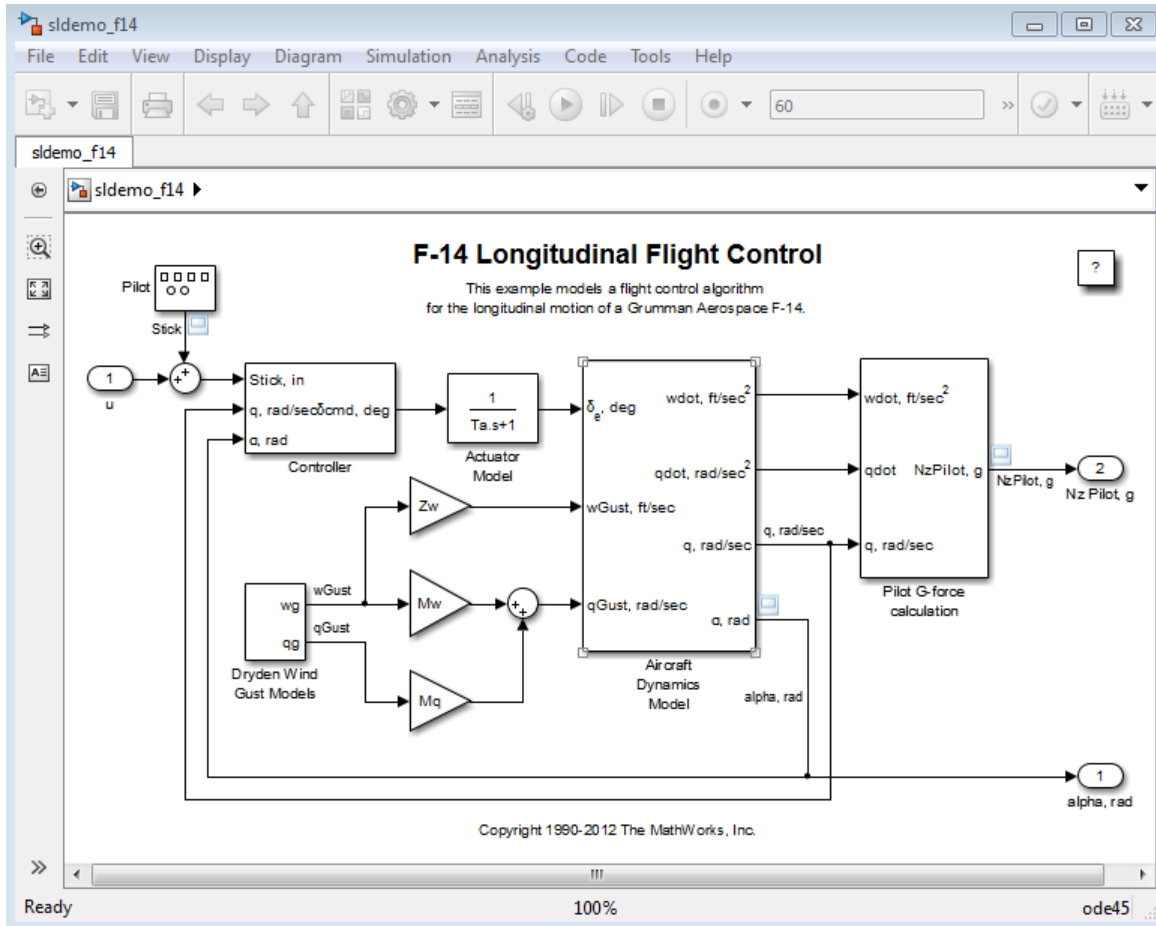 sldemo_f14
File Edit View Display Diagram Simulation Analysis Code Tools Help
60
sldemo_f14
sldemo_f14
F-14 Longitudinal Flight Control
This example models a flight control algorithm
for the longitudinal motion of a Grumman Aerospace F-14.
?
Pilot
Stick
1
u
Stick, in
q, rad/secδcmd, deg
α, rad
Controller
1
Ta.s+1
Actuator
Model
δe, deg
wGust, ft/sec
qGust, rad/sec
wdot, ft/sec2
qdot, rad/sec2
q, rad/sec
α, rad
Aircraft
Dynamics
Model
q, rad/sec
alpha, rad
wdot, ft/sec2
qdot
q, rad/sec
NzPilot, g
Pilot G-force
calculation
NzPilot, g
2
Nz Pilot, g
Zw
Mw
Mq
wGust
qGust
wg
qg
Dryden Wind
Gust Models
1
alpha, rad
Copyright 1990-2012 The MathWorks, Inc.
Ready 100% ode45